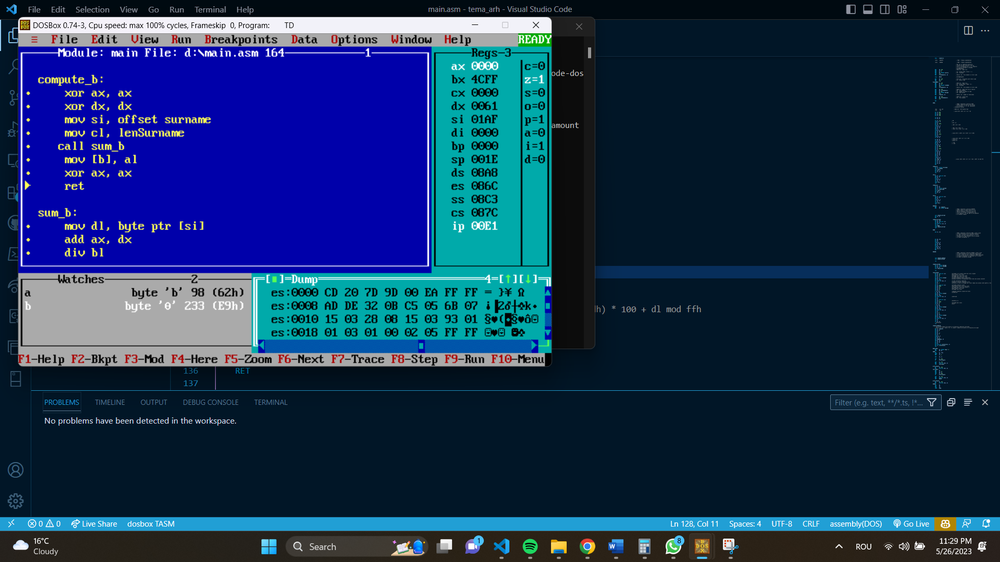 File Edit Selection View Go Run Terminal Help
main.asm - tema_arh - Visual Studio Code
DOSBox 0.74-3, Cpu speed: max 100% cycles, Frameskip 0, Program: TD
≡ File Edit View Run Breakpoints Data Options Window Help READY
Module: main File: d:\main.asm 164 1
compute_b:
xor ax, ax
xor dx, dx
mov si, offset surname
mov cl, lenSurname
call sum_b
mov [b], al
xor ax, ax
ret
sum_b:
mov dl, byte ptr [si]
add ax, dx
div bl
Regs 3
ax 0000 c=0
bx 4CFF z=1
cx 0000 s=0
dx 0061 o=0
si 01AF p=1
di 0000 a=0
bp 0000 i=1
sp 001E d=0
ds 08A8
es 086C
ss 08C3
cs 087C
ip 00E1
ode-dos
amount
h) * 100 + dl mod ffh
Watches 2
a byte 'b' 98 (62h)
b byte 'θ' 233 (E9h)
[■]=Dump 4=[↑][↓]
es:0000 CD 20 7D 9D 00 EA FF FF = }¥ Ω
es:0008 AD DE 32 0B C5 05 6B 07
es:0010 15 03 28 08 15 03 93 01
es:0018 01 03 01 00 02 05 FF FF
F1-Help F2-Bkpt F3-Mod F4-Here F5-Zoom F6-Next F7-Trace F8-Step F9-Run F10-Menu
136 RET
137
PROBLEMS TIMELINE OUTPUT DEBUG CONSOLE TERMINAL
Filter (e.g. text, **/*.ts, !*...
No problems have been detected in the workspace.
0 0 Live Share dosbox TASM
Ln 128, Col 11 Spaces: 4 UTF-8 CRLF assembly(DOS) Go Live
16°C
Cloudy
Search
1
8
ROU
11:29 PM
5/26/2023